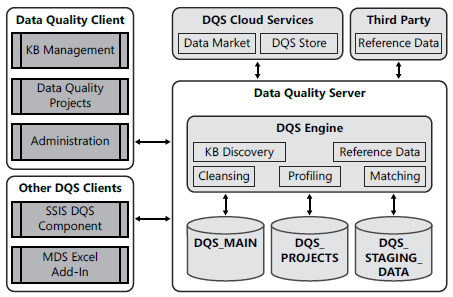 Data Quality Client
KB Management
Data Quality
Projects
Administration
Other DQS Clients
SSIS DQS
Component
MDS Excel
Add-In
DQS Cloud Services
Data Market
DQS Store
Third Party
Reference Data
Data Quality Server
DQS Engine
KB Discovery
Reference Data
Cleansing
Profiling
Matching
DQS_MAIN
DQS_
PROJECTS
DQS_
STAGING_
DATA